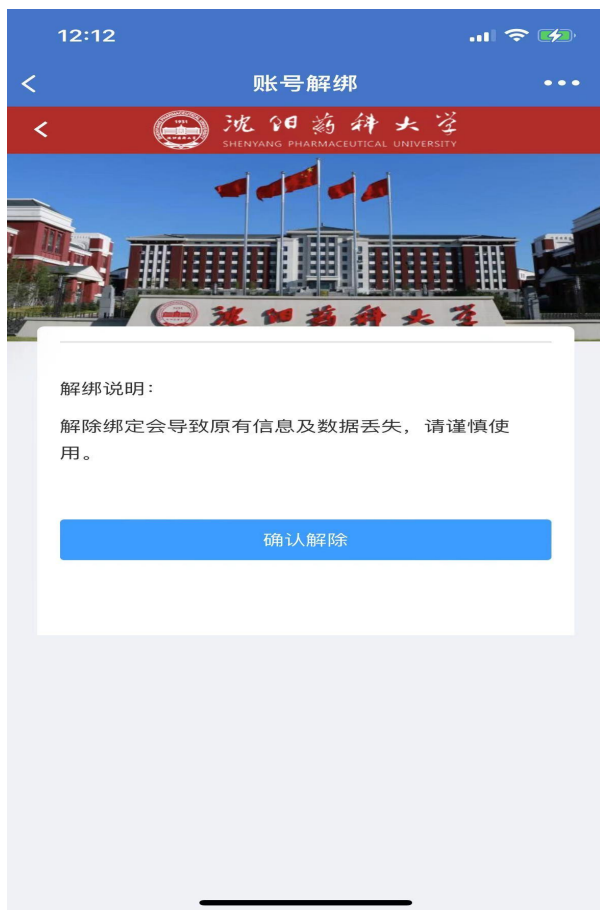 12:12
账号解绑
沈阳药科大学
SHENYANG PHARMACEUTICAL UNIVERSITY
沈阳药科大学
解绑说明：
解除绑定会导致原有信息及数据丢失，请谨慎使
用。
确认解除